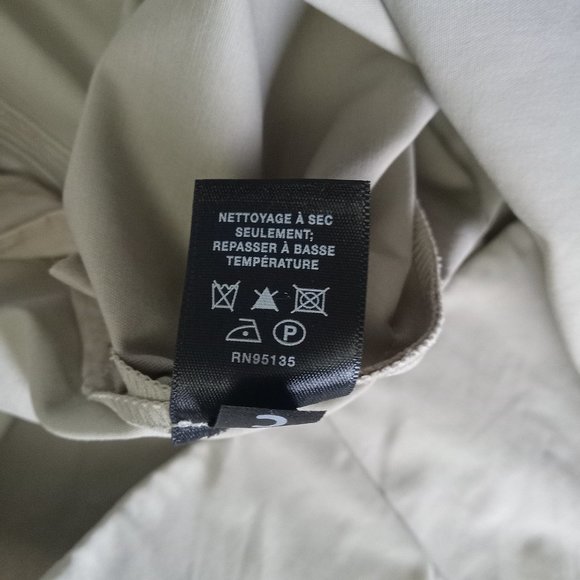 NETTOYAGE À SEC
SEULEMENT;
REPASSER À BASSE
TEMPÉRATURE
P
RN95135